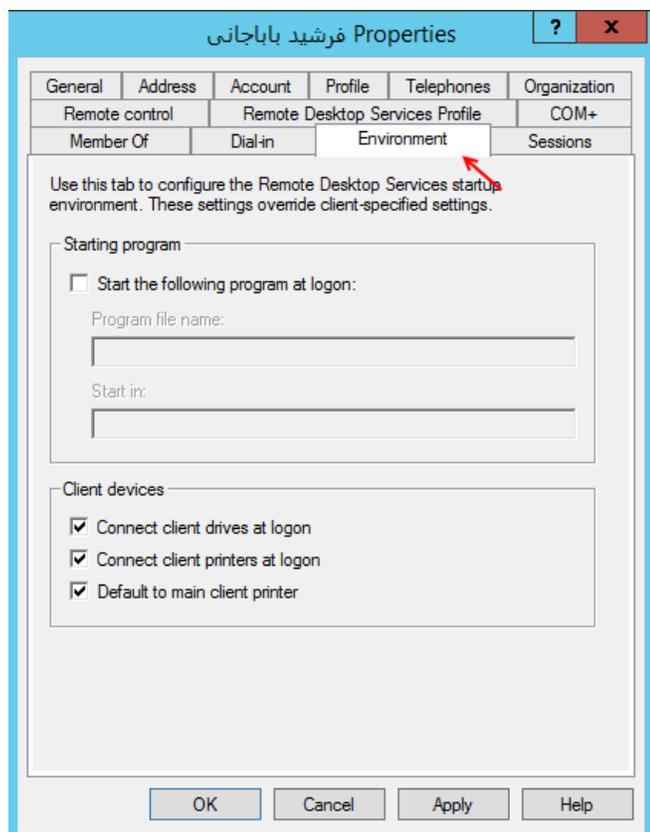 فرشید باباجانی Properties
?
x
General Address Account Profile Telephones Organization
Remote control Remote Desktop Services Profile COM+
Member Of Dial-in Environment Sessions
Use this tab to configure the Remote Desktop Services startup
environment. These settings override client-specified settings.
Starting program
Start the following program at logon:
Program file name:
Start in:
Client devices
Connect client drives at logon
Connect client printers at logon
Default to main client printer
OK Cancel Apply Help